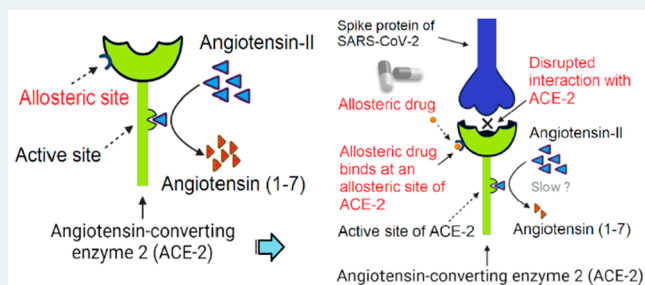 Angiotensin-II
Allosteric site
Active site
Angiotensin (1-7)
Angiotensin-converting
enzyme 2 (ACE-2)
Spike protein of
SARS-CoV-2
Disrupted
interaction with
ACE-2
Allosteric drug
X
Angiotensin-II
Allosteric drug
binds at an
allosteric site of
ACE-2
Slow ?
Active site of ACE-2
Angiotensin (1-7)
Angiotensin-converting enzyme 2 (ACE-2)